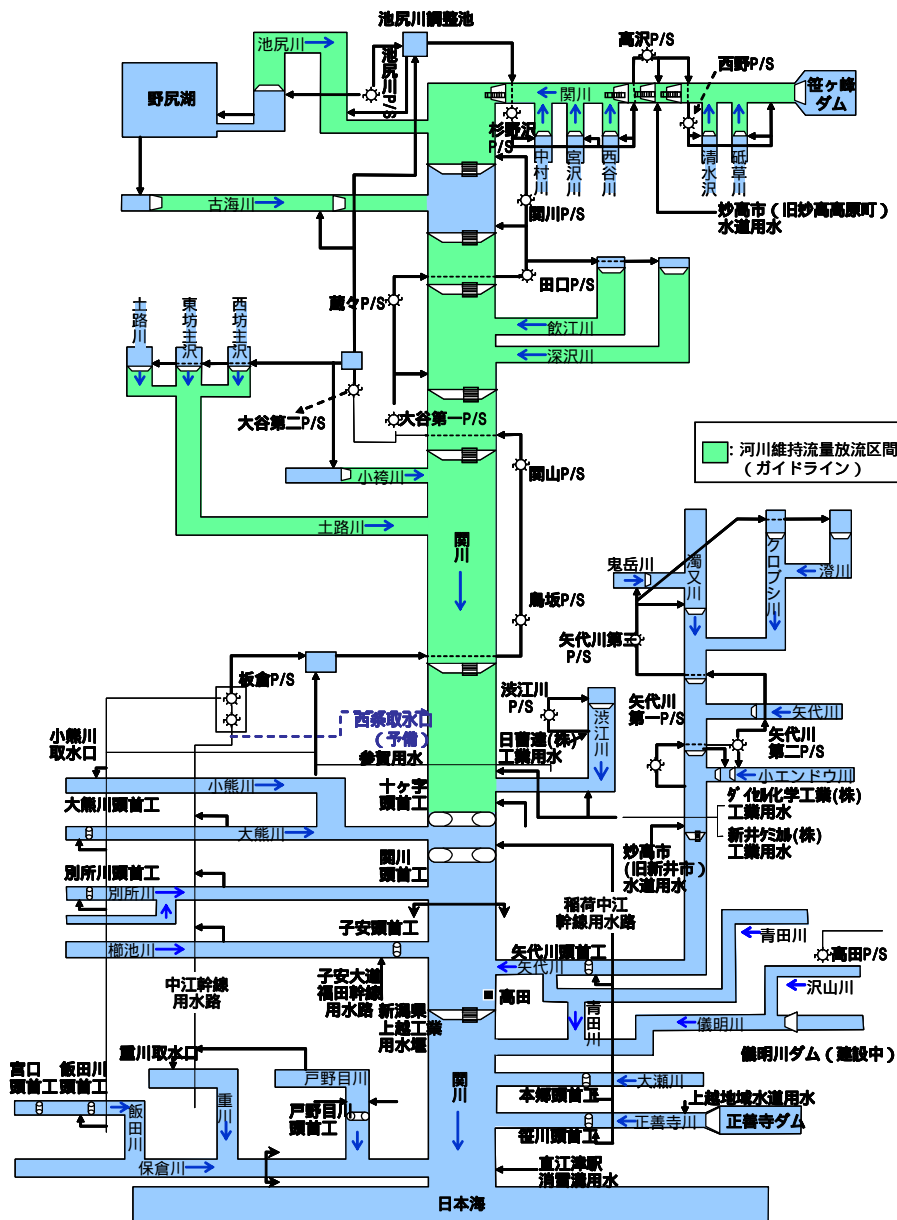 池尻川調整池
池尻川
池尻川P/S
高沢P/S
西野P/S
野尻湖
関川
笹ヶ峰
ダム
杉野沢
P/S
中村川
宮沢川
西谷川
清水沢
砥草川
古海川
関川P/S
妙高市（旧妙高高原町）
水道用水
田口P/S
蔵々P/S
土路川
東坊主沢
西坊主沢
飲江川
深沢川
大谷第二P/S
大谷第一P/S
:河川維持流量放流区間
（ガイドライン）
小袴川
関山P/S
土路川
関川
鬼岳川
濁又川
クロブシ川
澄川
鳥坂P/S
矢代川第三
P/S
板倉P/S
渋江川
P/S
渋江川
矢代川
第一P/S
矢代川
西条取水口
（予備）
小熊川
取水口
参賀用水
日曹達(株)
工業用水
矢代川
第二P/S
小エンドウ川
小熊川
十ヶ字
頭首工
ダイセル化学工業(株)
工業用水
大熊川頭首工
大熊川
新井ケミカル(株)
工業用水
関川
頭首工
妙高市
(旧新井市)
水道用水
別所川頭首工
別所川
稲荷中江
幹線用水路
子安頭首工
青田川
櫛池川
矢代川頭首工
高田P/S
矢代川
沢山川
中江幹線
用水路
子安大道
福田幹線
用水路
高田
新潟県
上越工業
用水堰
青田川
儀明川
儀明川ダム（建設中）
重川取水口
宮口
頭首工
飯田川
頭首工
戸野目川
関川
大瀬川
本郷頭首工
上越地域水道用水
飯田川
重川
戸野目川
頭首工
正善寺川
正善寺ダム
笹川頭首工
保倉川
直江津駅
消雪溝用水
日本海